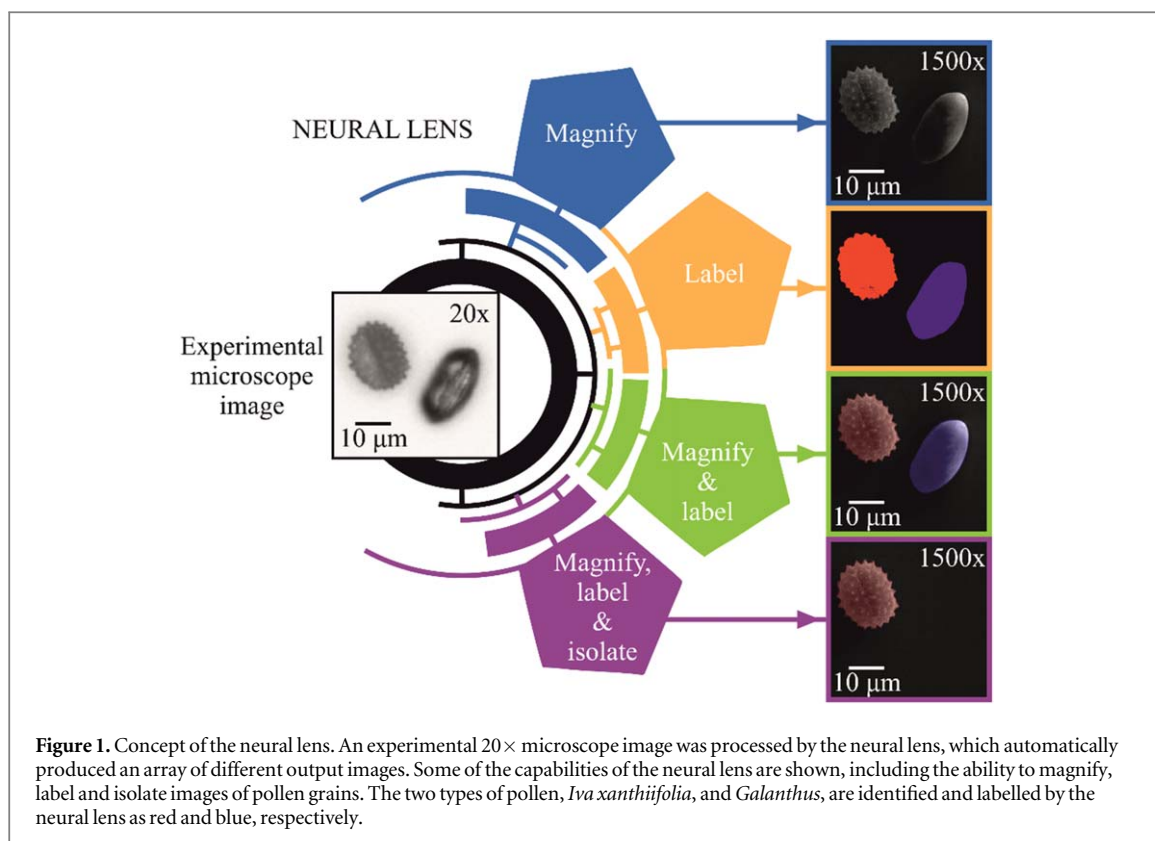 NEURAL LENS
Magnify
1500x
10 μm
Label
20x
Experimental
microscope
image
10 μm
Magnify
&
label
1500x
10 μm
Magnify,
label
&
isolate
1500x
10 μm
Figure 1. Concept of the neural lens. An experimental 20× microscope image was processed by the neural lens, which automatically
produced an array of different output images. Some of the capabilities of the neural lens are shown, including the ability to magnify,
label and isolate images of pollen grains. The two types of pollen, Iva xanthiifolia, and Galanthus, are identified and labelled by the
neural lens as red and blue, respectively.